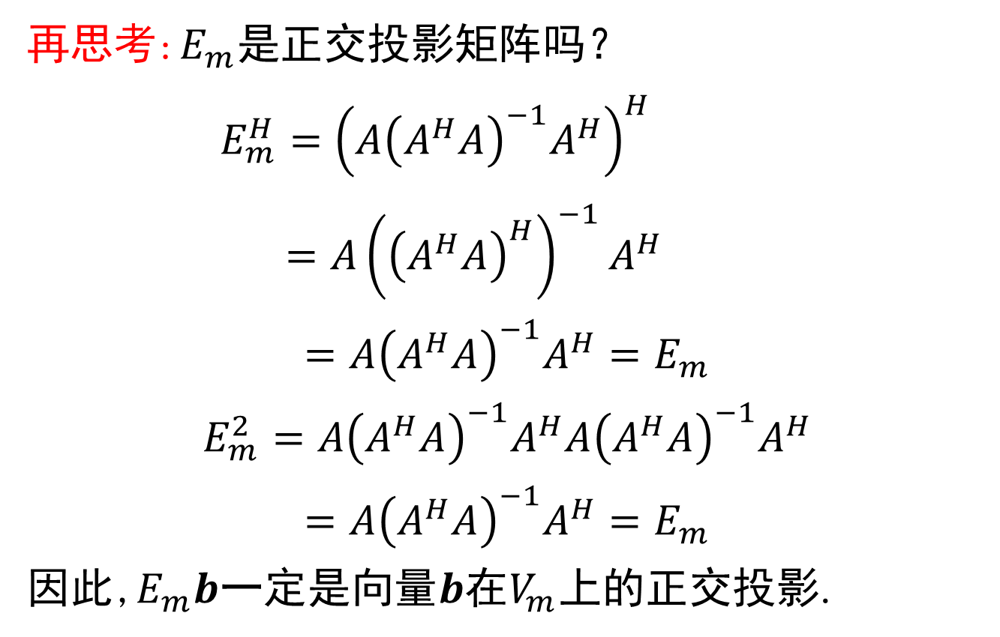 再思考: $E_m$是正交投影矩阵吗?
$E_m^H = \left(A\left(A^H A\right)^{-1} A^H\right)^H$
$= A\left(\left(A^H A\right)^H\right)^{-1} A^H$
$= A\left(A^H A\right)^{-1} A^H = E_m$
$E_m^2 = A\left(A^H A\right)^{-1} A^H A\left(A^H A\right)^{-1} A^H$
$= A\left(A^H A\right)^{-1} A^H = E_m$
因此, $E_m \boldsymbol{b}$一定是向量$\boldsymbol{b}$在$V_m$上的正交投影.